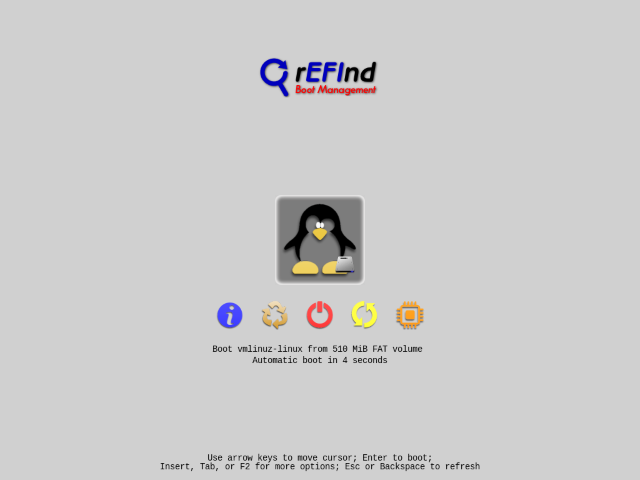 rEFInd
Boot Management
Boot vmlinuz-linux from 510 MiB FAT volume
Automatic boot in 4 seconds
Use arrow keys to move cursor; Enter to boot;
Insert, Tab, or F2 for more options; Esc or Backspace to refresh